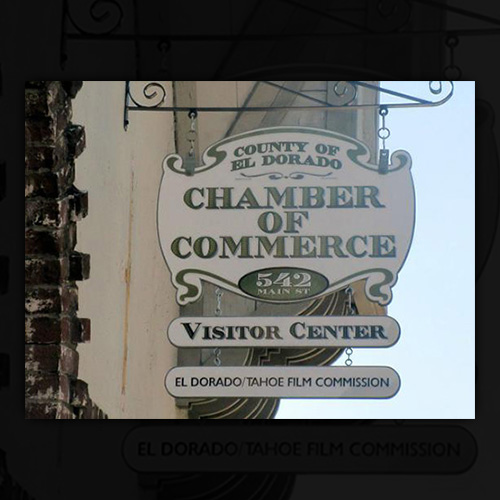 COUNTY OF
EL DORADO
CHAMBER
OF
COMMERCE
542
MAIN ST
VISITOR CENTER
EL DORADO/TAHOE FILM COMMISSION
EL DORADO/TAHOE FILM COMMISSION